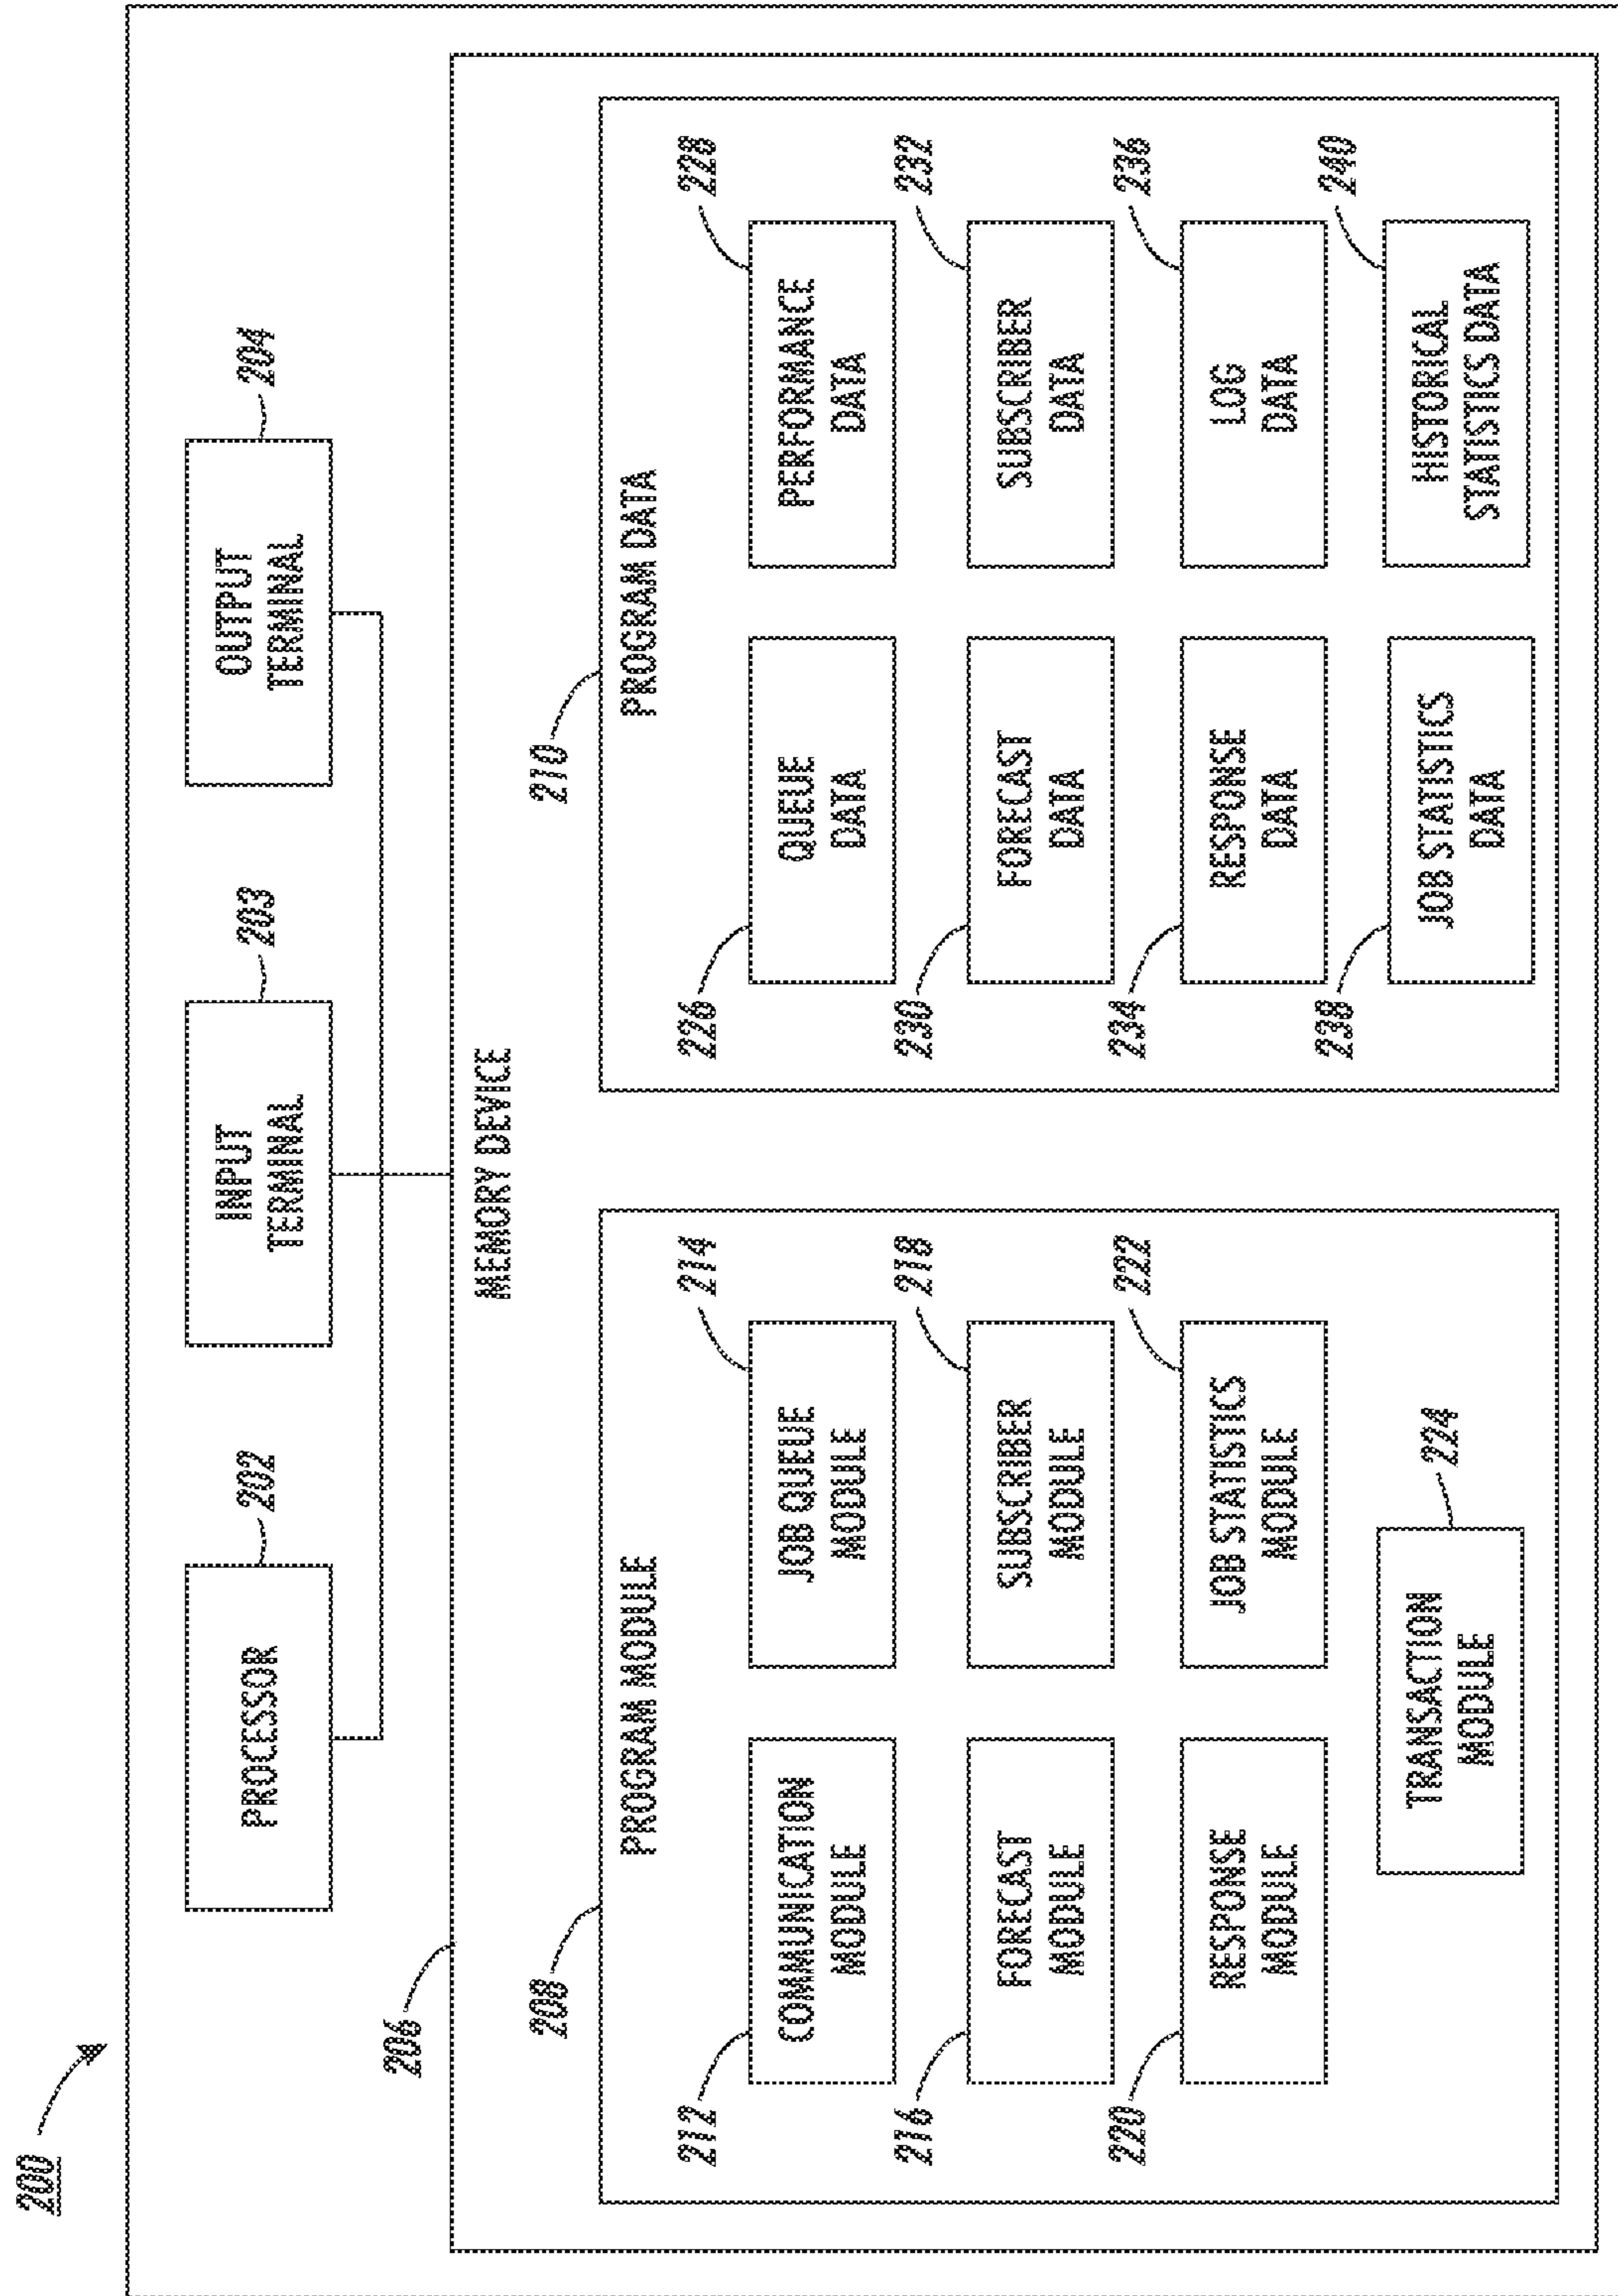 200
202
PROCESSOR
203
INPUT
TERMINAL
204
OUTPUT
TERMINAL
206
MEMORY DEVICE
208
PROGRAM MODULE
212
COMMUNICATION
MODULE
214
JOB QUEUE
MODULE
216
FORECAST
MODULE
218
SUBSCRIBER
MODULE
220
RESPONSE
MODULE
222
JOB STATISTICS
MODULE
224
TRANSACTION
MODULE
210
PROGRAM DATA
226
QUEUE
DATA
228
PERFORMANCE
DATA
230
FORECAST
DATA
232
SUBSCRIBER
DATA
234
RESPONSE
DATA
236
LOG
DATA
238
JOB STATISTICS
DATA
240
HISTORICAL
STATISTICS DATA